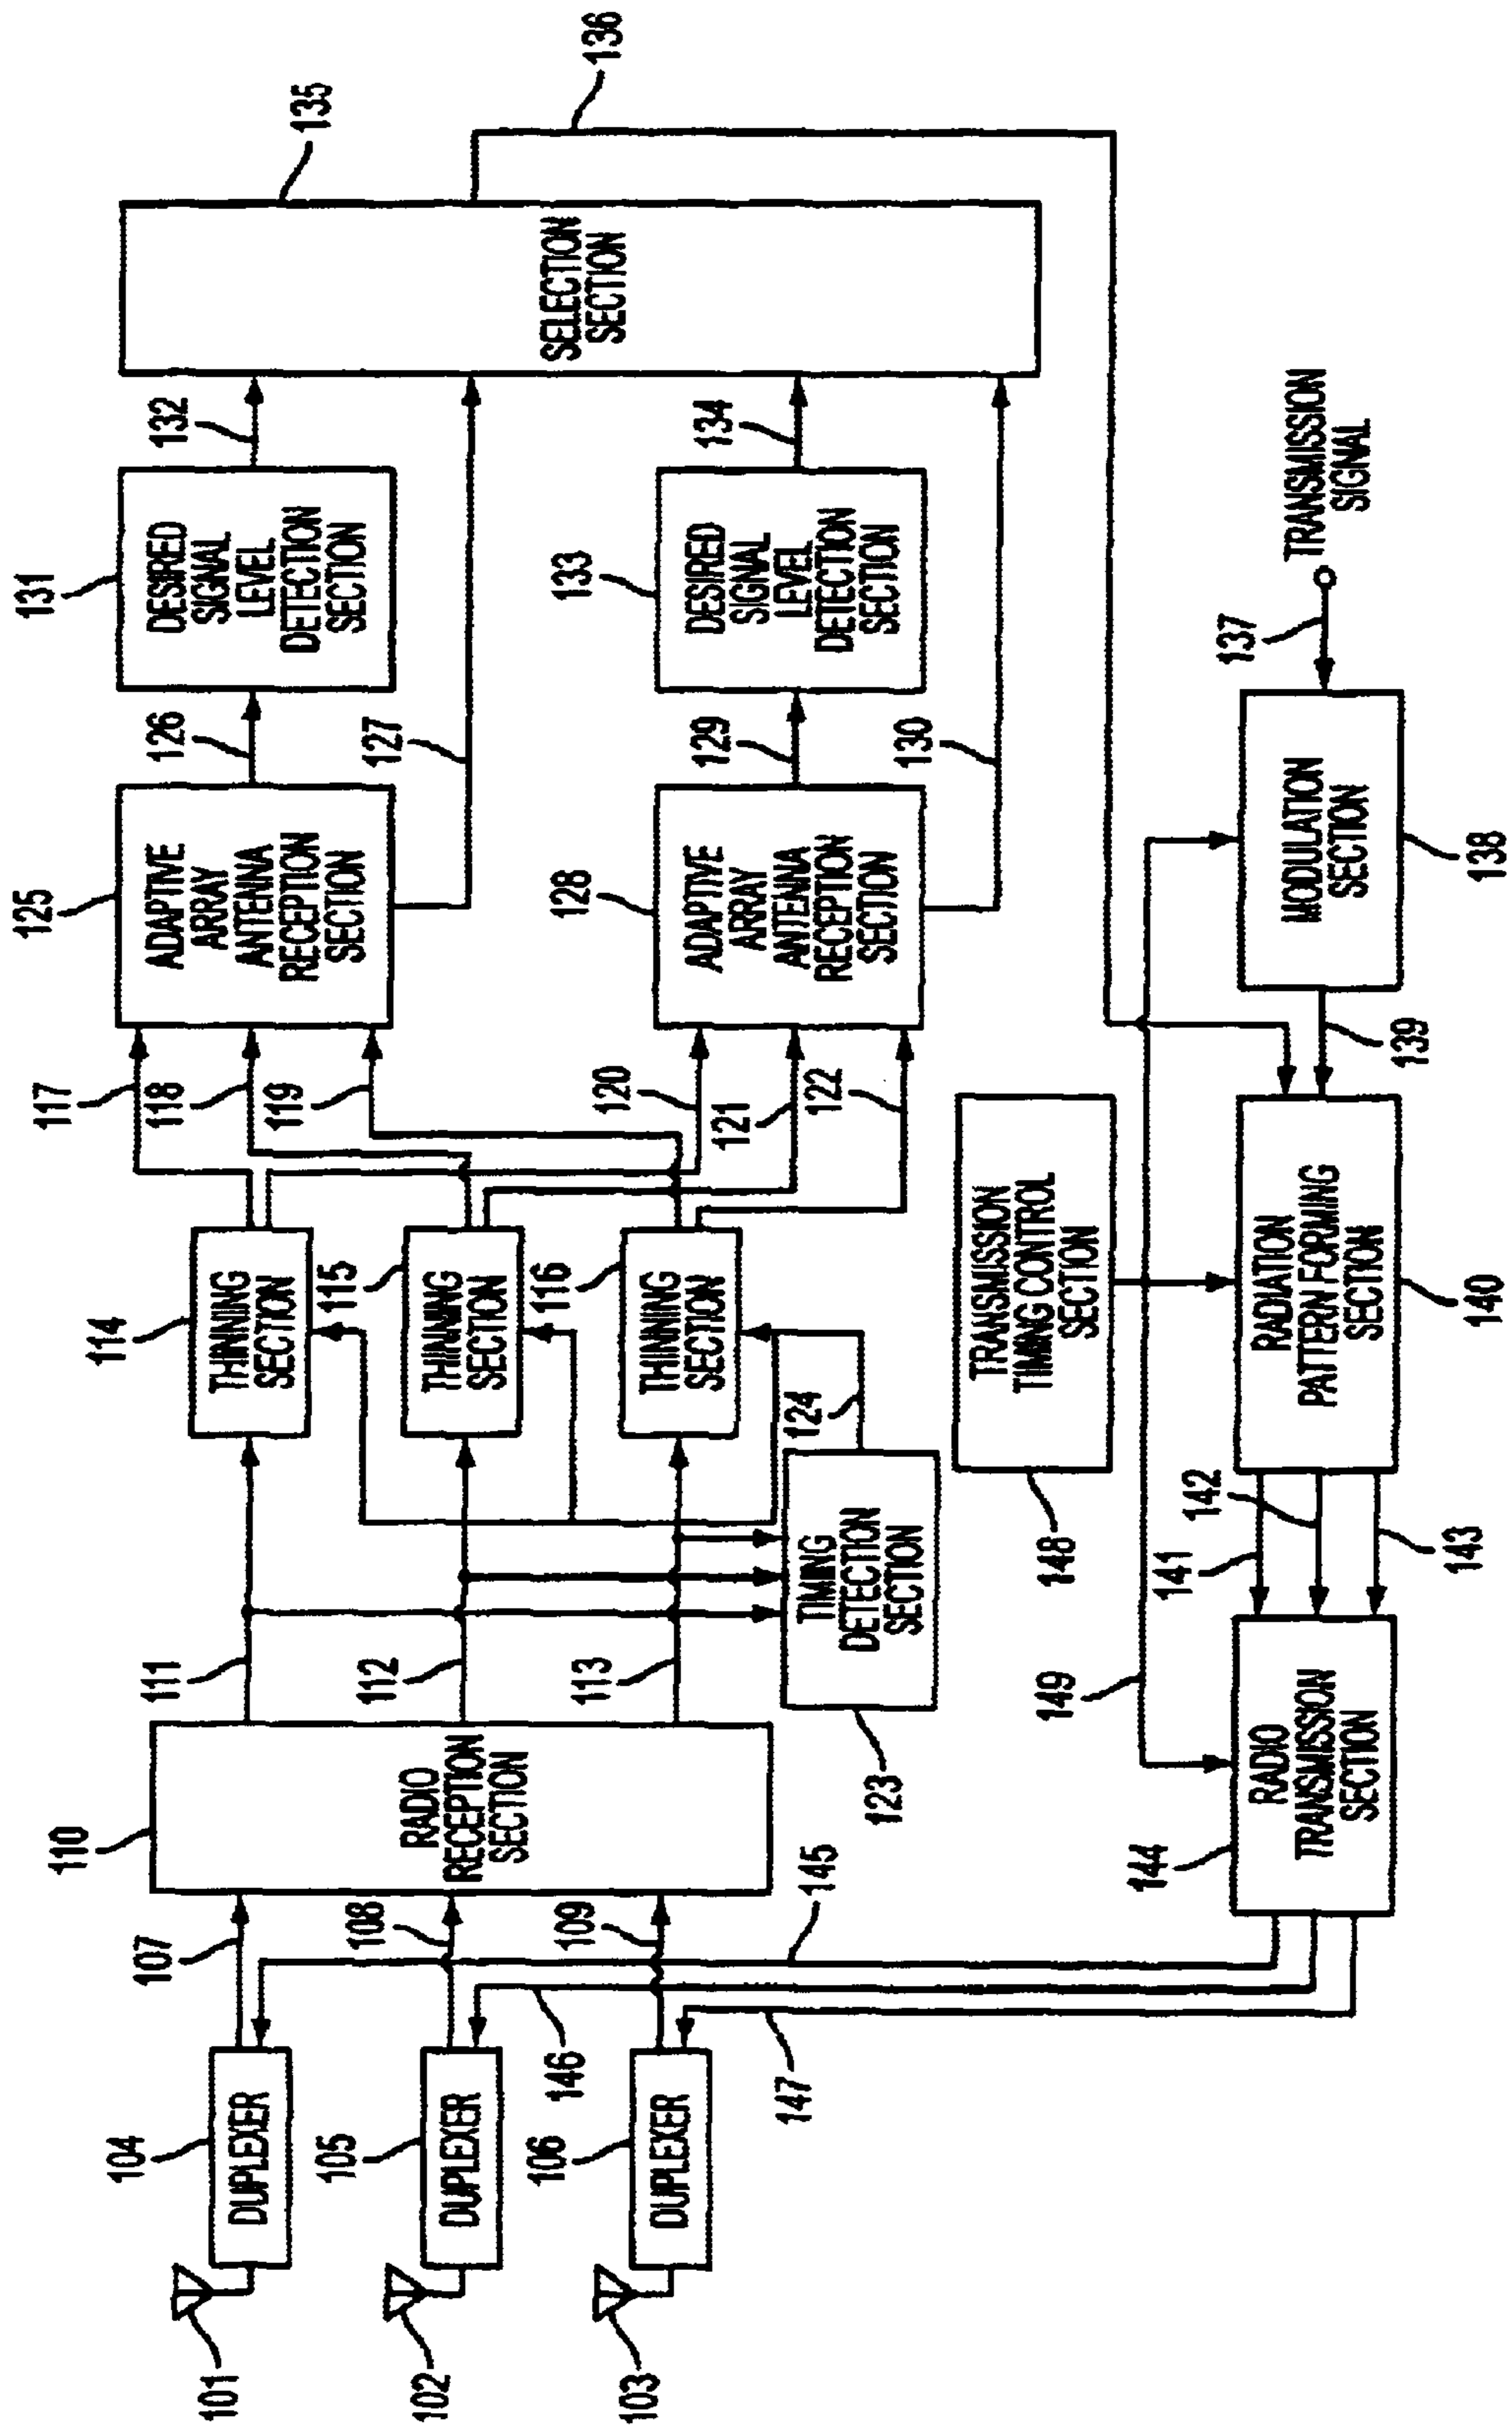 101
102
103
104
DUPLEXER
105
DUPLEXER
106
DUPLEXER
107
108
109
110
RADIO
RECEPTION
SECTION
111
112
113
114
THINNING
SECTION
115
THINNING
SECTION
116
THINNING
SECTION
123
TIMING
DETECTION
SECTION
124
117
118
119
120
121
122
125
ADAPTIVE
ARRAY
ANTENNA
RECEPTION
SECTION
126
127
128
ADAPTIVE
ARRAY
ANTENNA
RECEPTION
SECTION
129
130
131
DESIRED
SIGNAL
LEVEL
DETECTION
SECTION
132
133
DESIRED
SIGNAL
LEVEL
DETECTION
SECTION
134
135
SELECTION
SECTION
136
145
146
147
144
RADIO
TRANSMISSION
SECTION
149
141
142
143
148
TRANSMISSION
TIMING CONTROL
SECTION
RADIATION
PATTERN FORMING
SECTION
140
139
MODULATION
SECTION
138
137
TRANSMISSION
SIGNAL